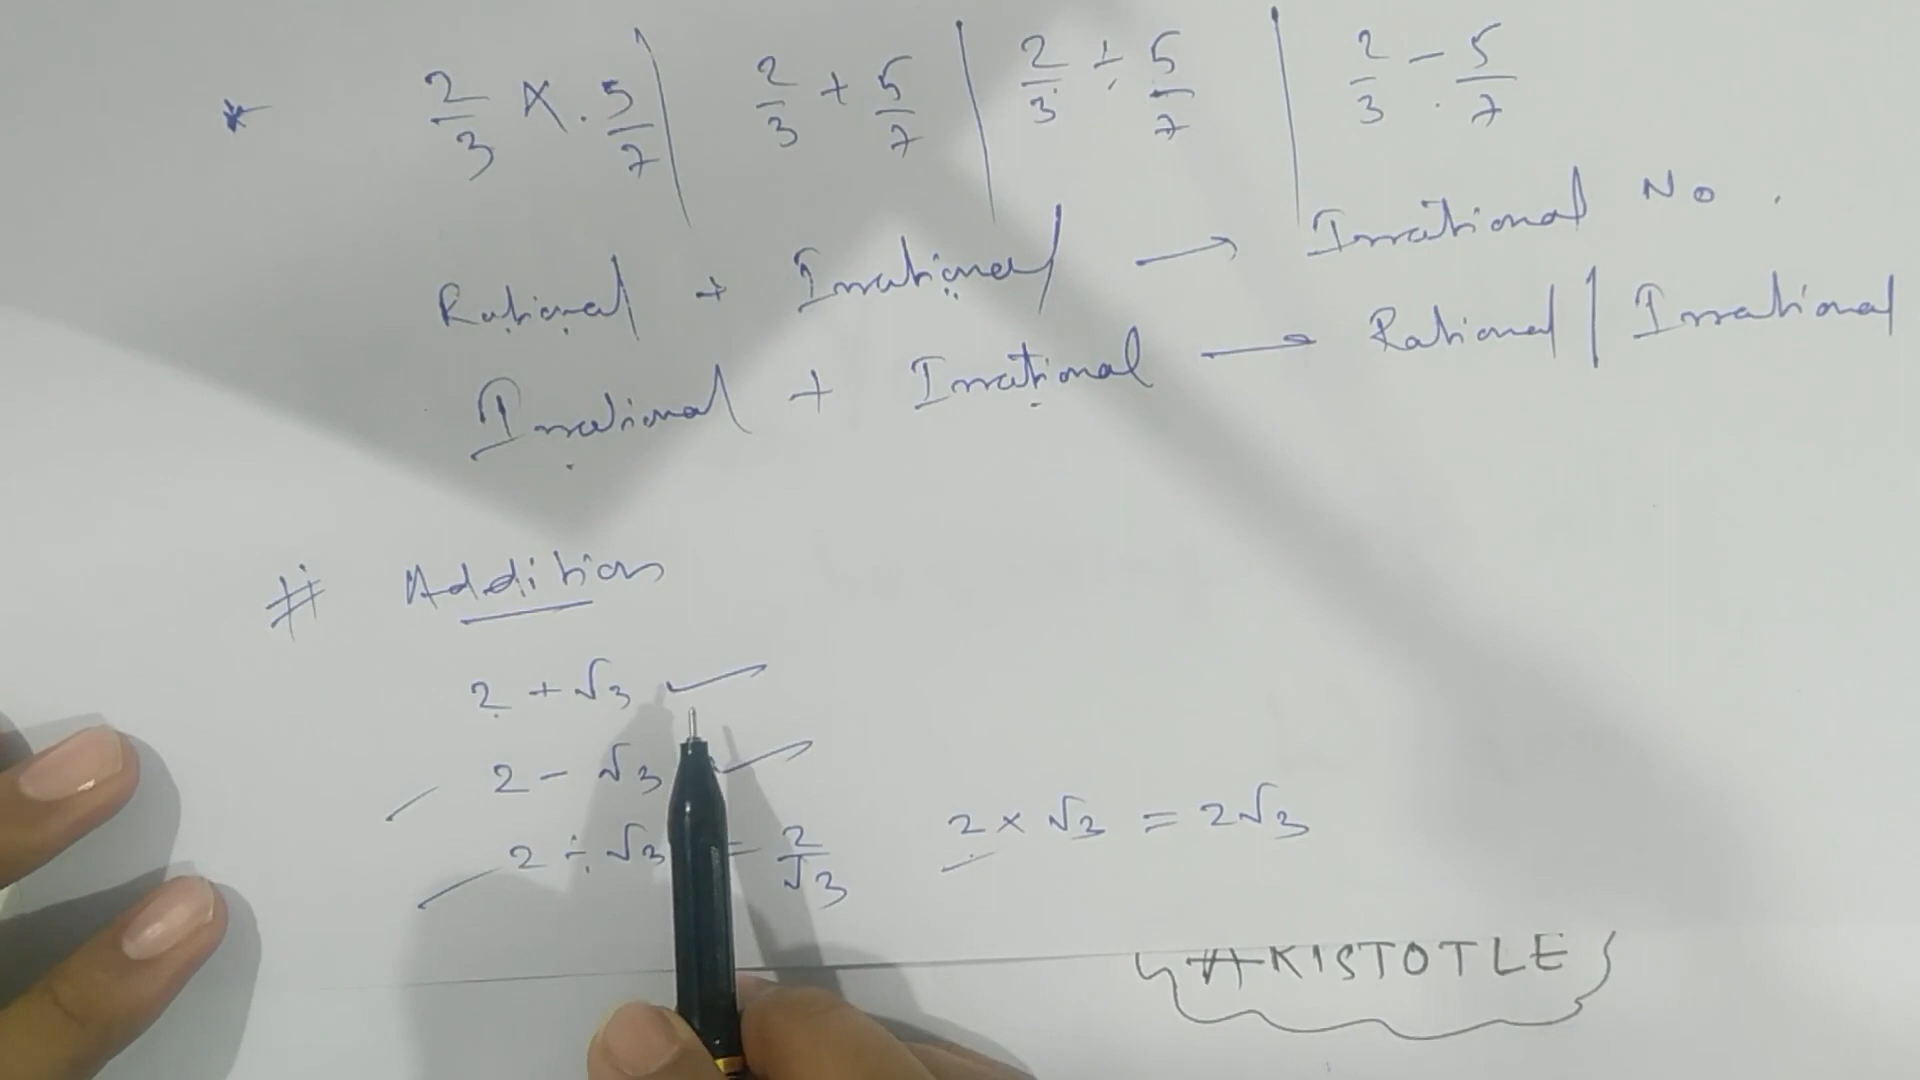 * 2/3 × . 5/7 | 2/3 + 5/7 | 2/3 ÷ 5/7 | 2/3 - 5/7
Rational + Irrational → Irrational No.
Irrational + Irrational → Rational | Irrational
# Addition
2 + √3
2 - √3
2 ÷ √3 = 2/√3
2 × √3 = 2√3
ARISTOTLE